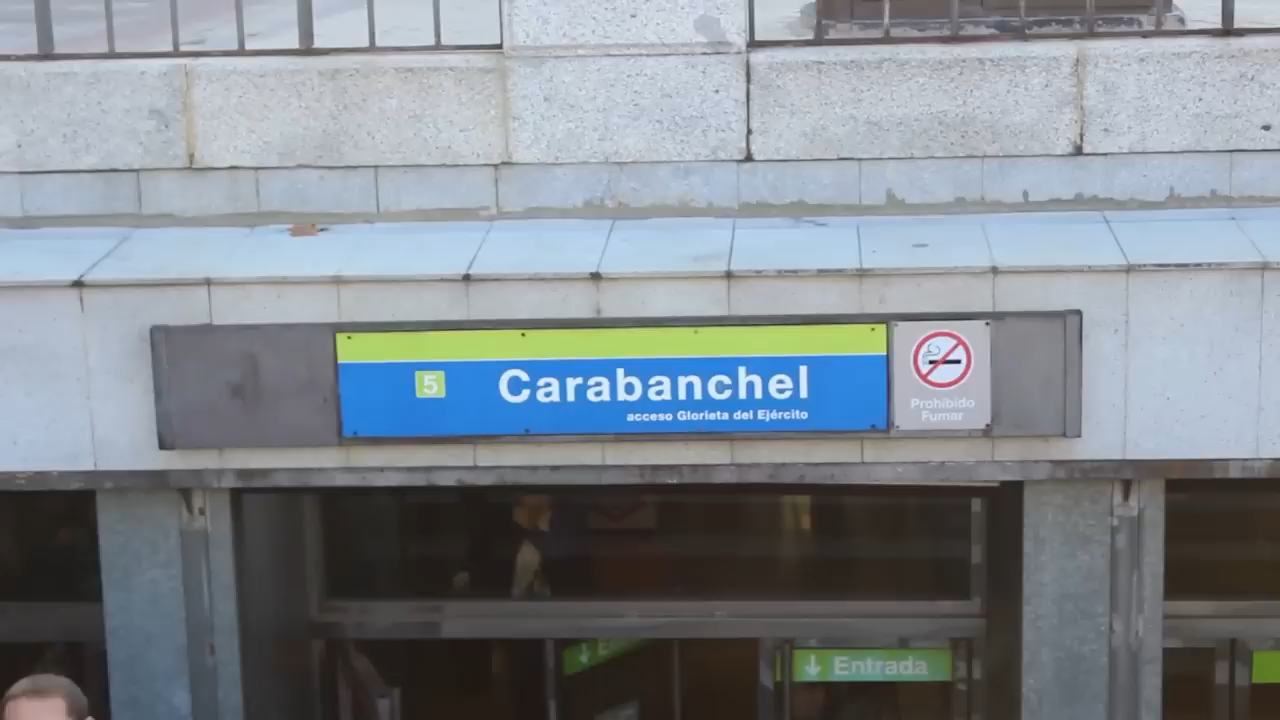 5
Carabanchel
acceso Glorieta del Ejército
Prohibido
Fumar
Entrada